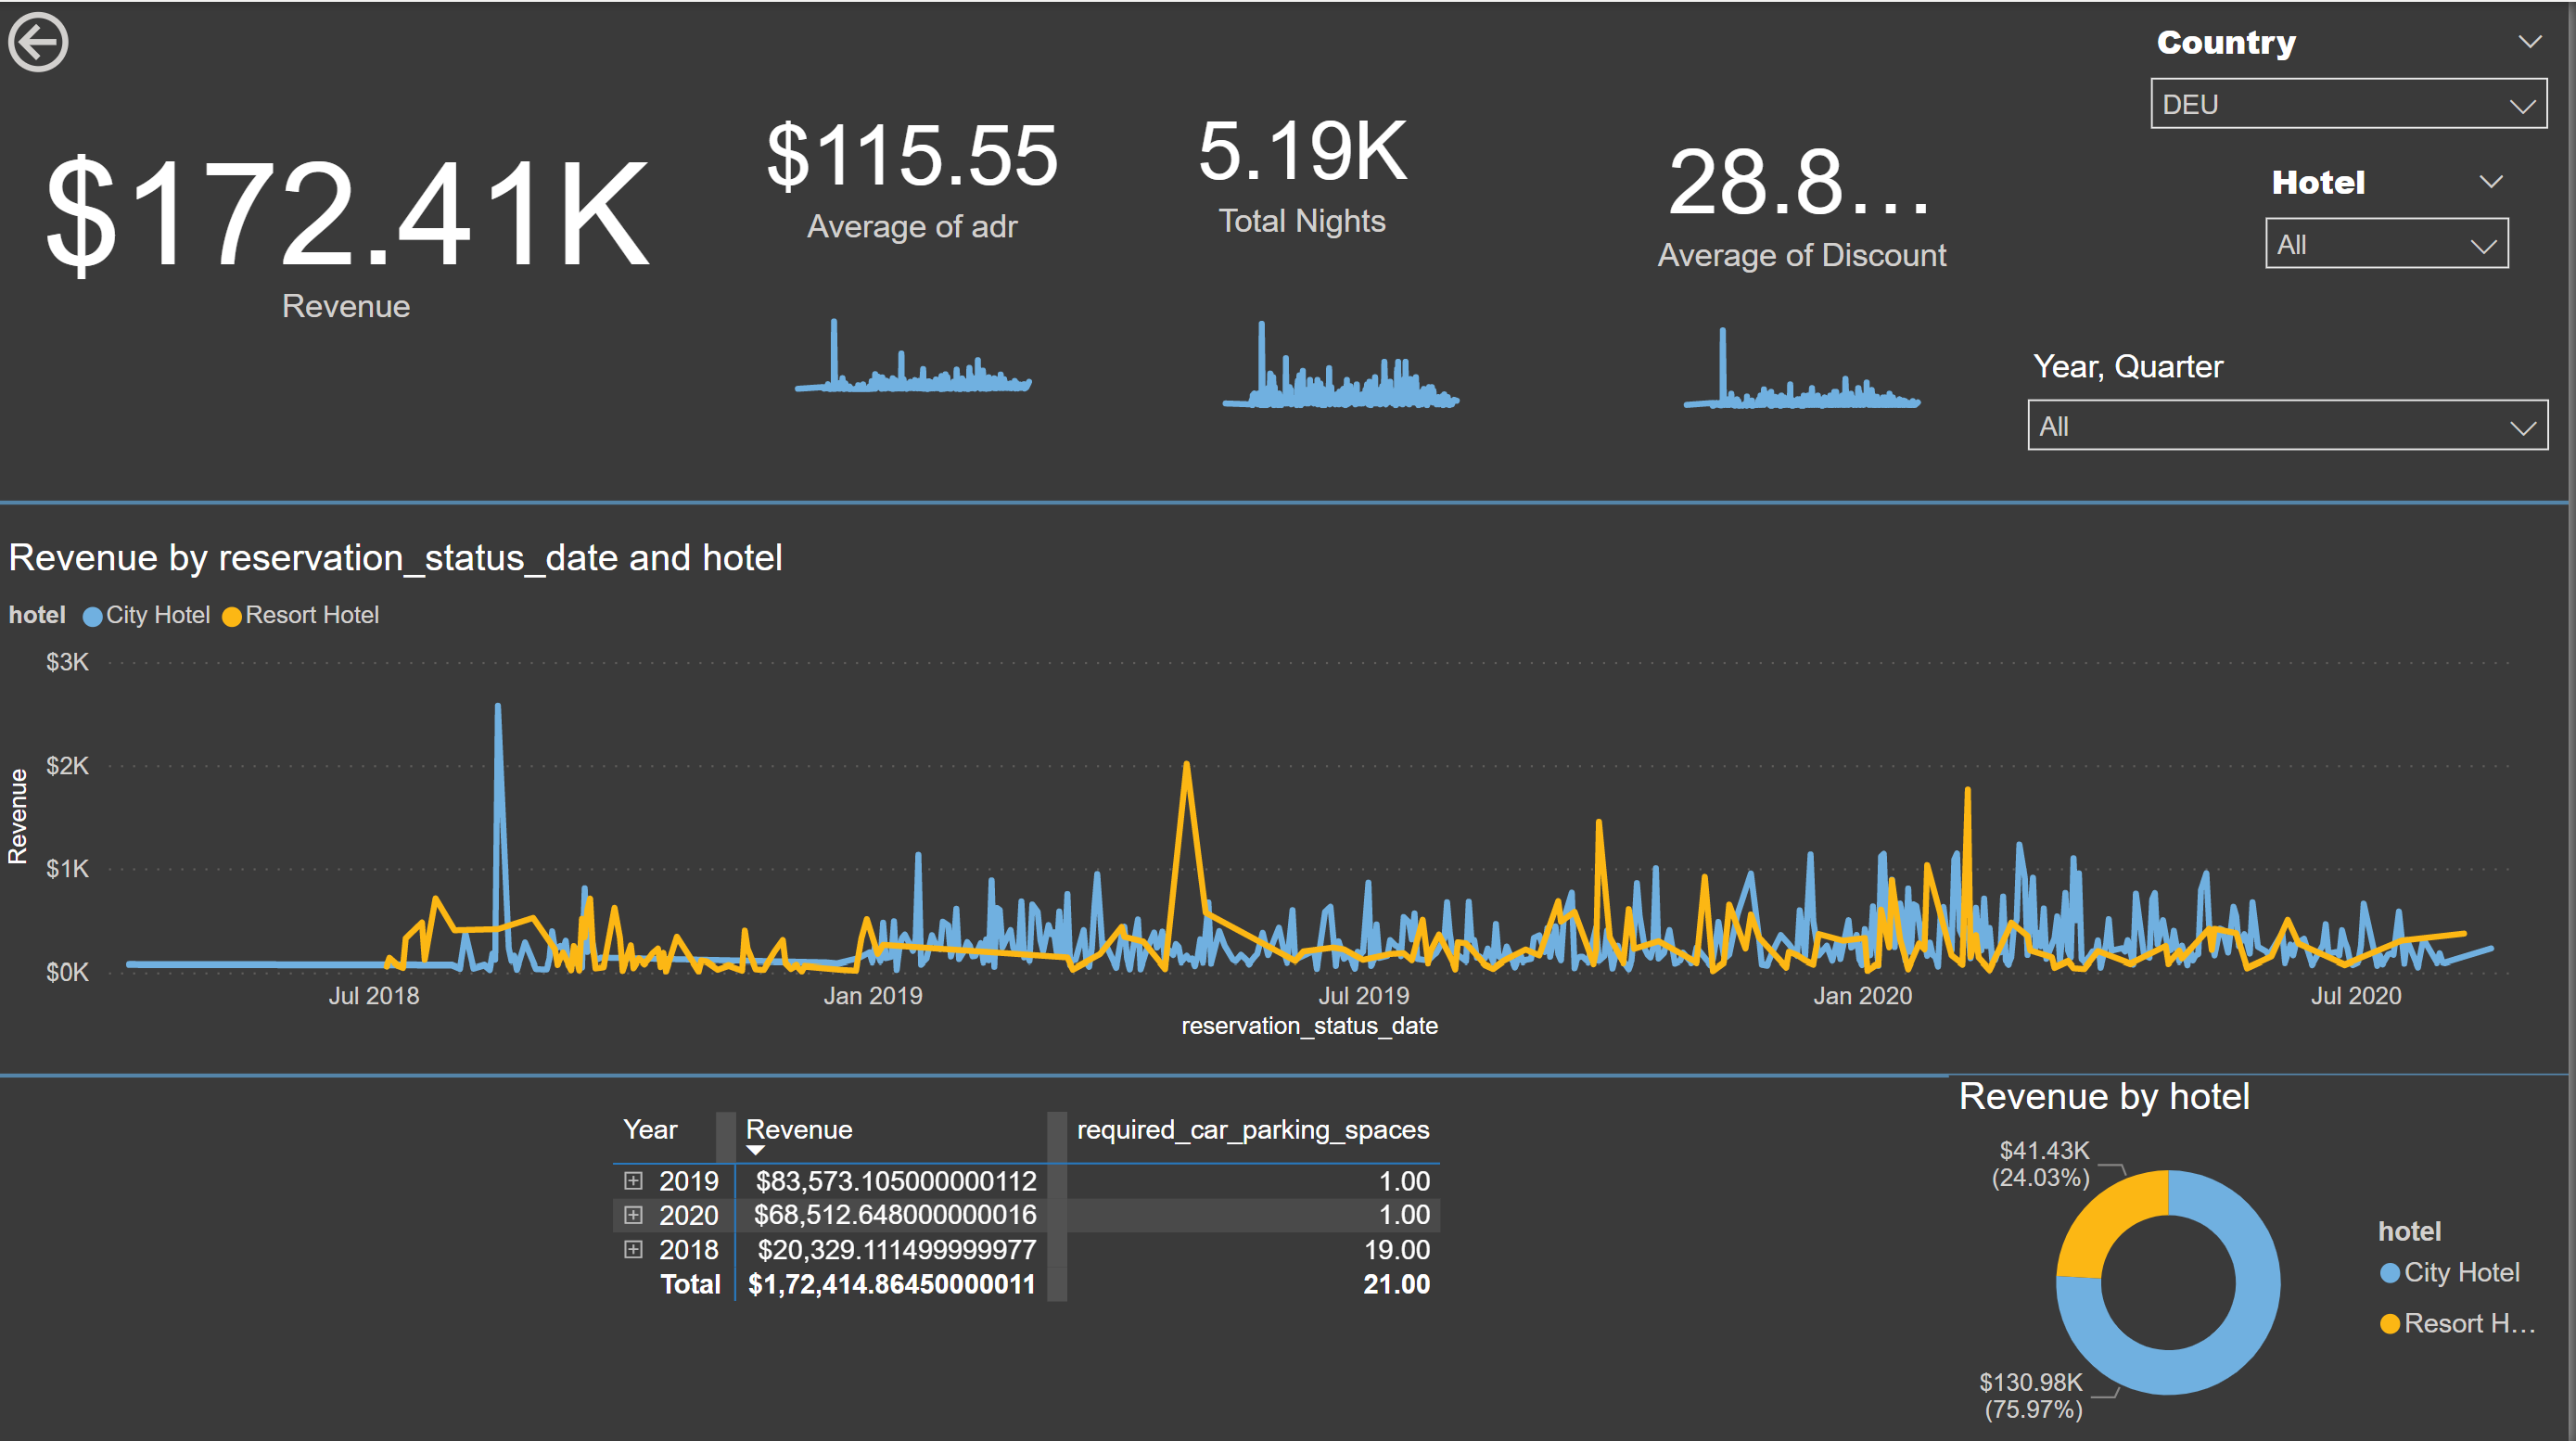 Country
DEU
Hotel
All
Year, Quarter
All
$172.41K
Revenue
$115.55
Average of adr
5.19K
Total Nights
28.8...
Average of Discount
Revenue by reservation_status_date and hotel
hotel City Hotel Resort Hotel
Revenue
$3K
$2K
$1K
$0K
Jul 2018 Jan 2019 Jul 2019 Jan 2020 Jul 2020
reservation_status_date
Year Revenue required_car_parking_spaces
2019 $83,573.105000000112 1.00
2020 $68,512.648000000016 1.00
2018 $20,329.111499999977 19.00
Total $1,72,414.86450000011 21.00
Revenue by hotel
$41.43K
(24.03%)
$130.98K
(75.97%)
hotel
City Hotel
Resort H...